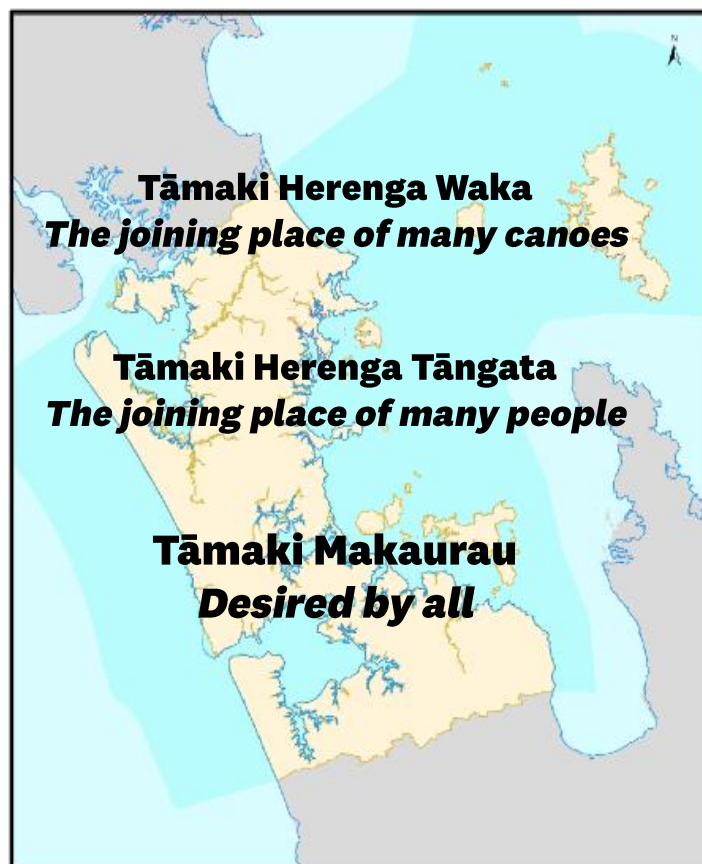 N
Tāmaki Herenga Waka
The joining place of many canoes
Tāmaki Herenga Tāngata
The joining place of many people
Tāmaki Makaurau
Desired by all